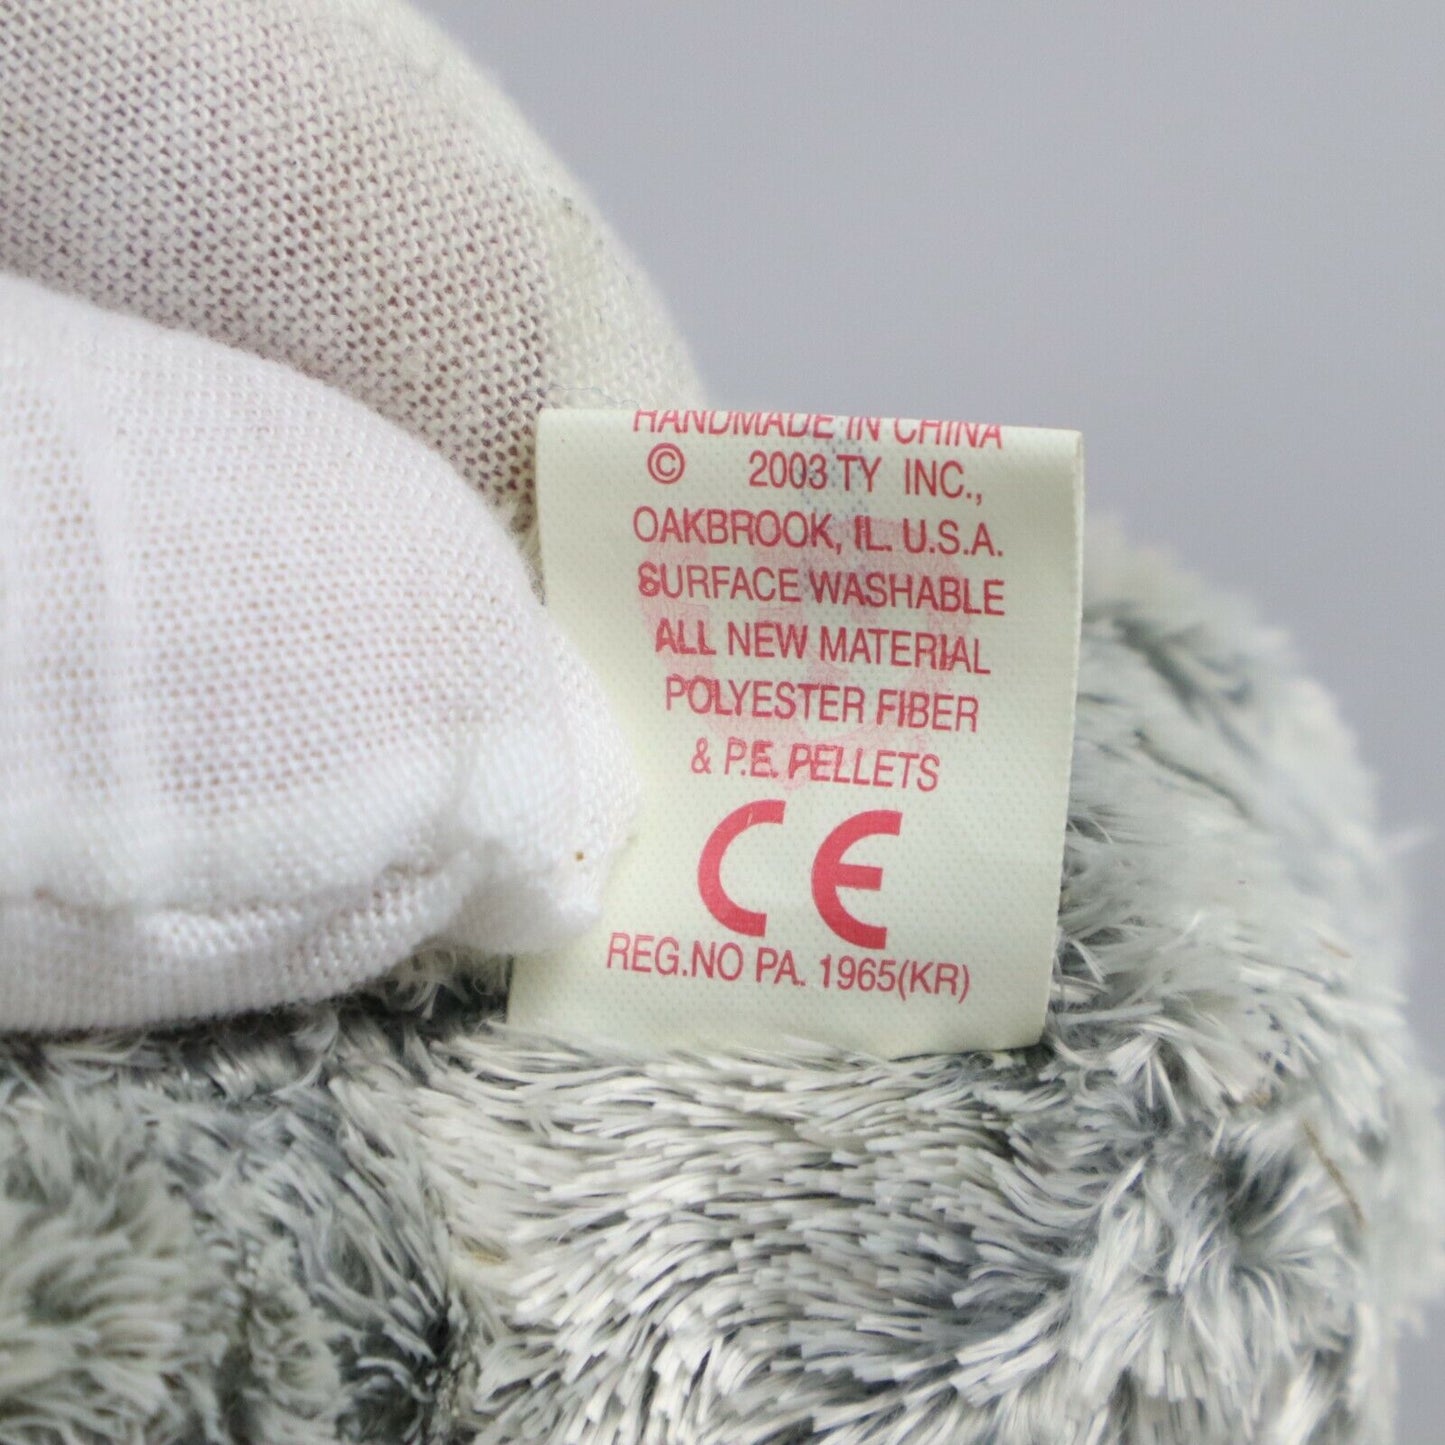 HANDMADE IN CHINA
© 2003 TY INC.,
OAKBROOK, IL. U.S.A.
SURFACE WASHABLE
ALL NEW MATERIAL
POLYESTER FIBER
& P.E. PELLETS
CE
REG.NO PA. 1965(KR)